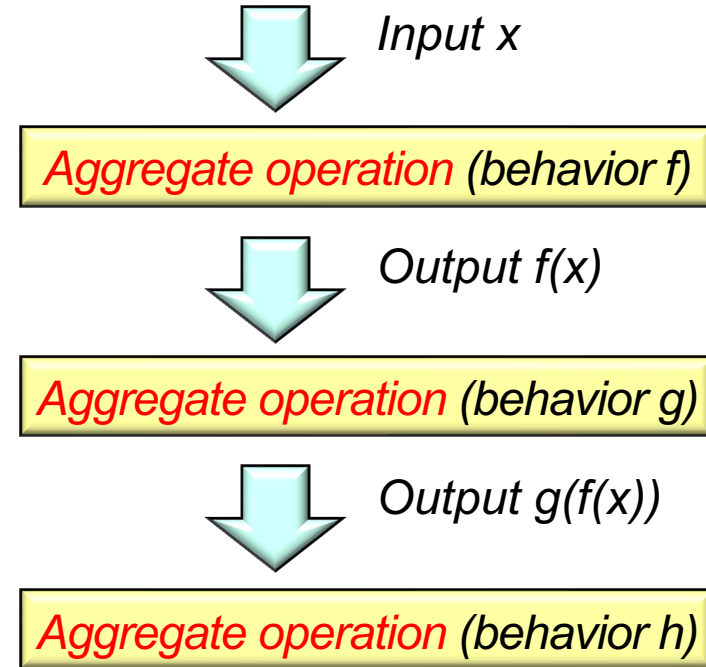 Input x
Aggregate operation (behavior f)
Output f(x)
Aggregate operation (behavior g)
Output g(f(x))
Aggregate operation (behavior h)